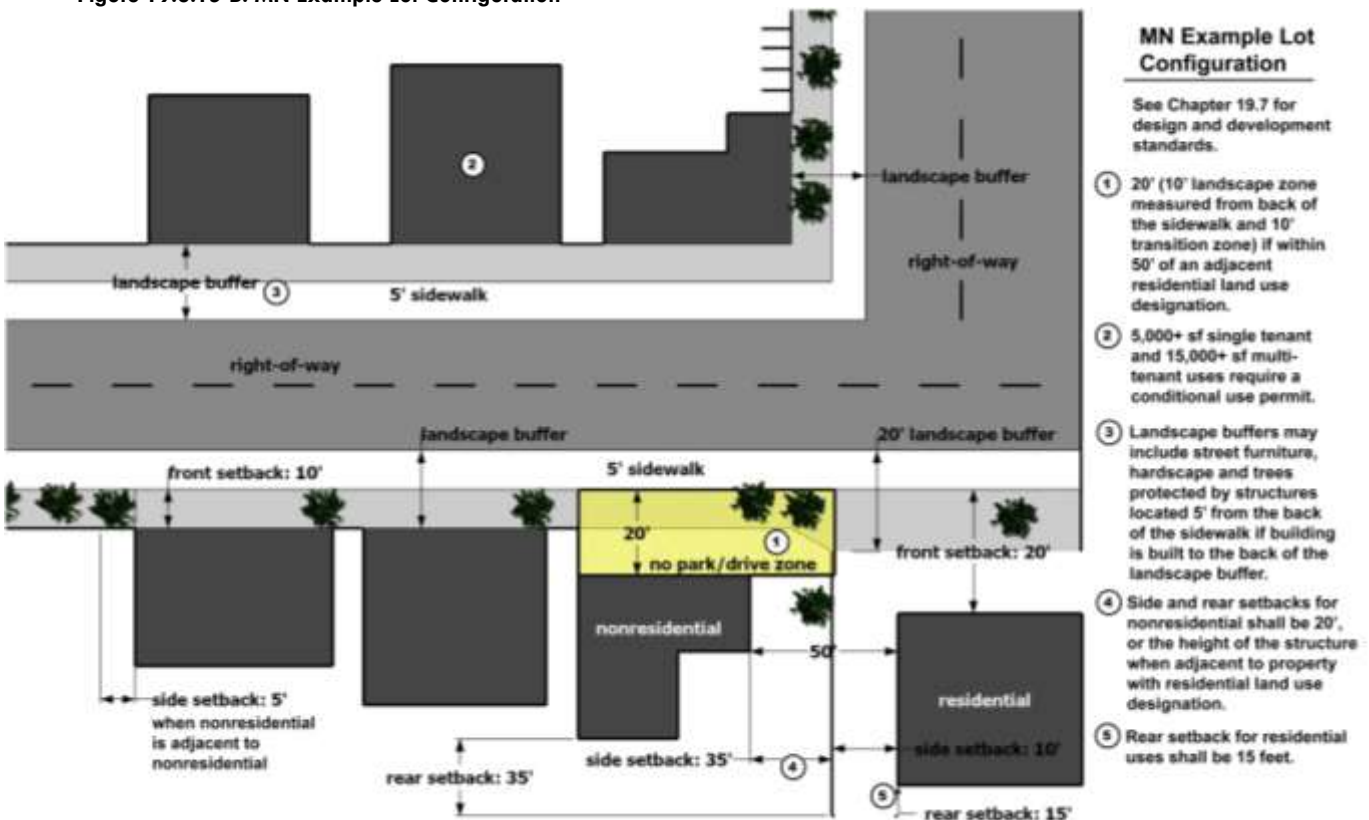 Figure MN Example Lot Configuration
MN Example Lot
Configuration
See Chapter 19.7 for
design and development
standards.
1 20' (10' landscape zone
measured from back of
the sidewalk and 10'
transition zone) if within
50' of an adjacent
residential land use
designation.
2 5,000+ sf single tenant
and 15,000+ sf multi-
tenant uses require a
conditional use permit.
3 Landscape buffers may
include street furniture,
hardscape and trees
protected by structures
located 5' from the back
of the sidewalk if building
is built to the back of the
landscape buffer.
4 Side and rear setbacks for
nonresidential shall be 20',
or the height of the structure
when adjacent to property
with residential land use
designation.
5 Rear setback for residential
uses shall be 15 feet.
2
landscape buffer
right-of-way
landscape buffer 3
5' sidewalk
right-of-way
landscape buffer
20' landscape buffer
front setback: 10'
5' sidewalk
20'
1
no park/drive zone
front setback: 20'
nonresidential
50'
residential
side setback: 5'
when nonresidential
is adjacent to
nonresidential
rear setback: 35'
side setback: 35'
4
side setback: 10'
5
rear setback: 15'